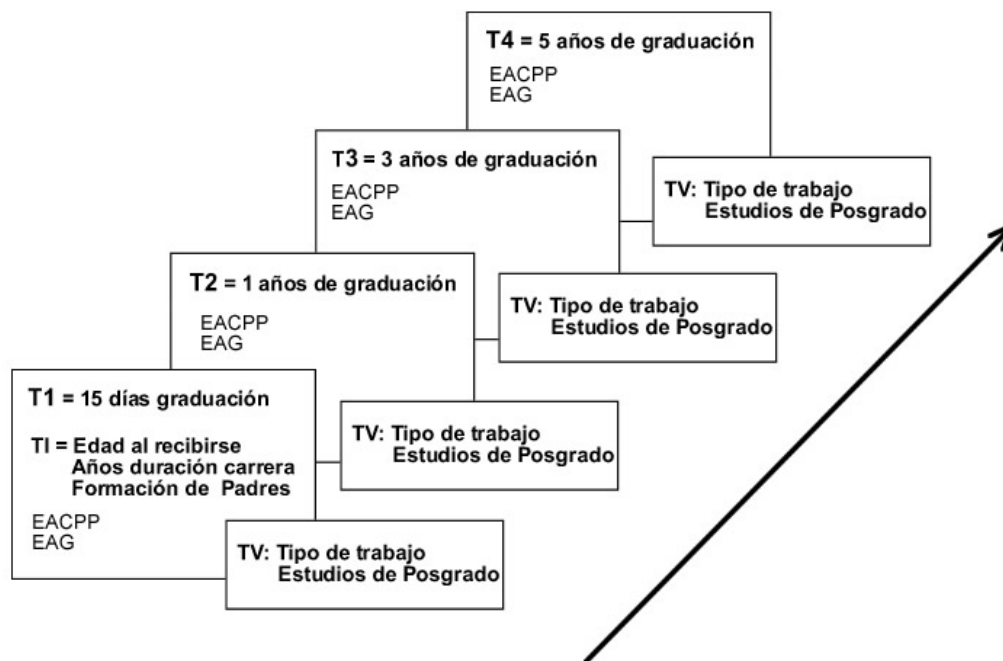 T4 = 5 años de graduación
EACPP
EAG
T3 = 3 años de graduación
EACPP
EAG
TV: Tipo de trabajo
Estudios de Posgrado
T2 = 1 años de graduación
EACPP
EAG
TV: Tipo de trabajo
Estudios de Posgrado
T1 = 15 días graduación
TI = Edad al recibirse
Años duración carrera
Formación de Padres
EACPP
EAG
TV: Tipo de trabajo
Estudios de Posgrado
TV: Tipo de trabajo
Estudios de Posgrado